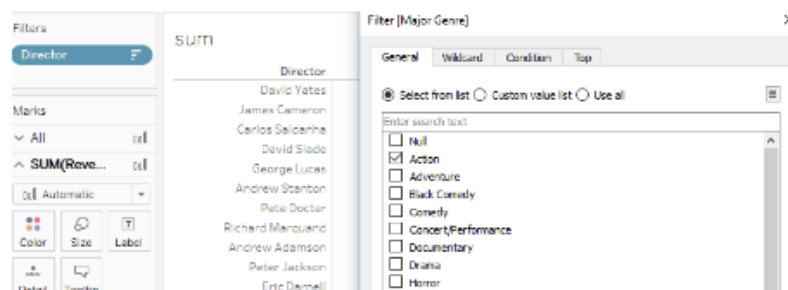 Filters
Director
Marks
All
SUM(Reve...
Automatic
Color Size Label
Detail Tooltip
sum
Director
David Yates
James Cameron
Carlos Saldanha
David Slade
George Lucas
Andrew Stanton
Pete Docter
Richard Marquand
Andrew Adamson
Peter Jackson
Eric Darnell
Filter [Major Genre]
General Wildcard Condition Top
Select from list Custom value list Use all
Enter search text
Null
Action
Adventure
Black Comedy
Comedy
Concert/Performance
Documentary
Drama
Horror